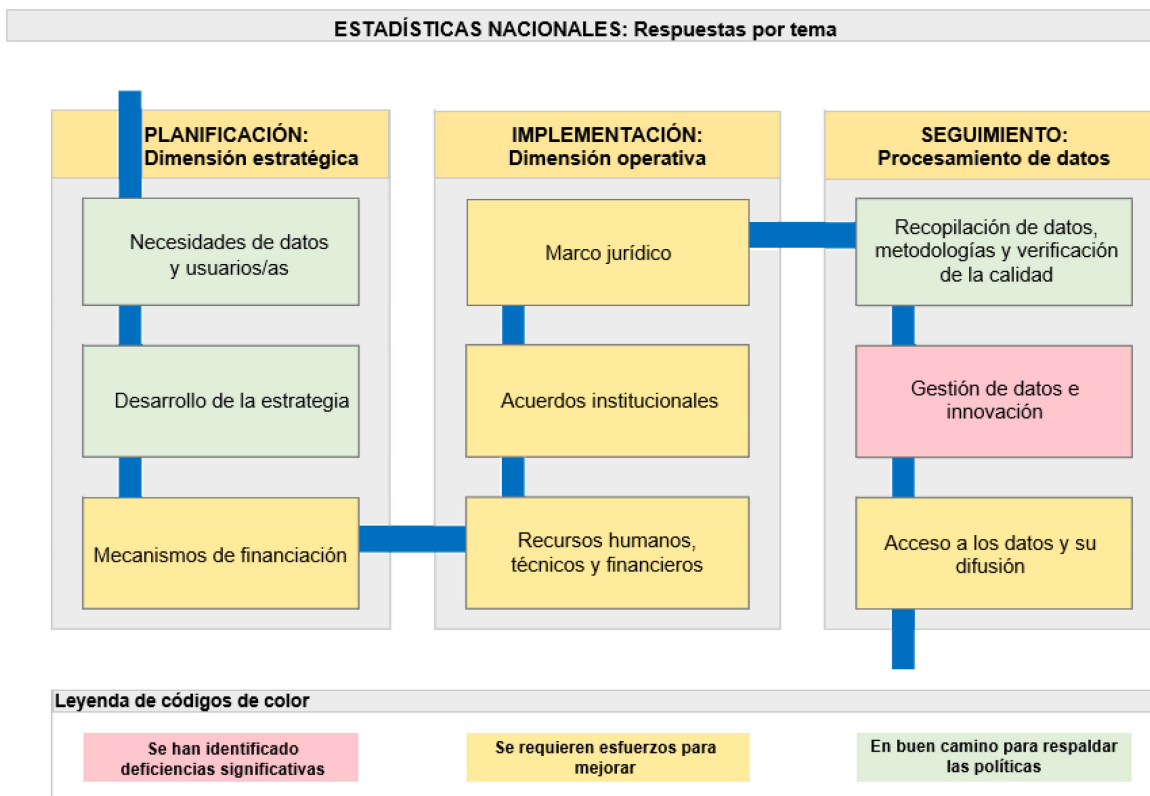 ESTADÍSTICAS NACIONALES: Respuestas por tema
PLANIFICACIÓN:
Dimensión estratégica
Necesidades de datos
y usuarios/as
Desarrollo de la estrategia
Mecanismos de financiación
IMPLEMENTACIÓN:
Dimensión operativa
Marco jurídico
Acuerdos institucionales
Recursos humanos,
técnicos y financieros
SEGUIMIENTO:
Procesamiento de datos
Recopilación de datos,
metodologías y verificación
de la calidad
Gestión de datos e
innovación
Acceso a los datos y su
difusión
Leyenda de códigos de color
Se han identificado
deficiencias significativas
Se requieren esfuerzos para
mejorar
En buen camino para respaldar
las políticas